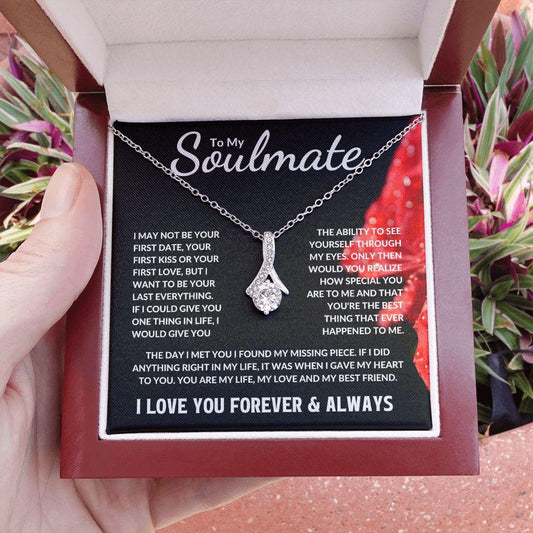 To My
Soulmate
I MAY NOT BE YOUR
FIRST DATE, YOUR
FIRST KISS OR YOUR
FIRST LOVE, BUT I
WANT TO BE YOUR
LAST EVERYTHING.
IF I COULD GIVE YOU
ONE THING IN LIFE, I
WOULD GIVE YOU
THE ABILITY TO SEE
YOURSELF THROUGH
MY EYES. ONLY THEN
WOULD YOU REALIZE
HOW SPECIAL YOU
ARE TO ME AND THAT
YOU'RE THE BEST
THING THAT EVER
HAPPENED TO ME.
THE DAY I MET YOU I FOUND MY MISSING PIECE. IF I DID
ANYTHING RIGHT IN MY LIFE, IT WAS WHEN I GAVE MY HEART
TO YOU. YOU ARE MY LIFE, MY LOVE AND MY BEST FRIEND.
I LOVE YOU FOREVER & ALWAYS